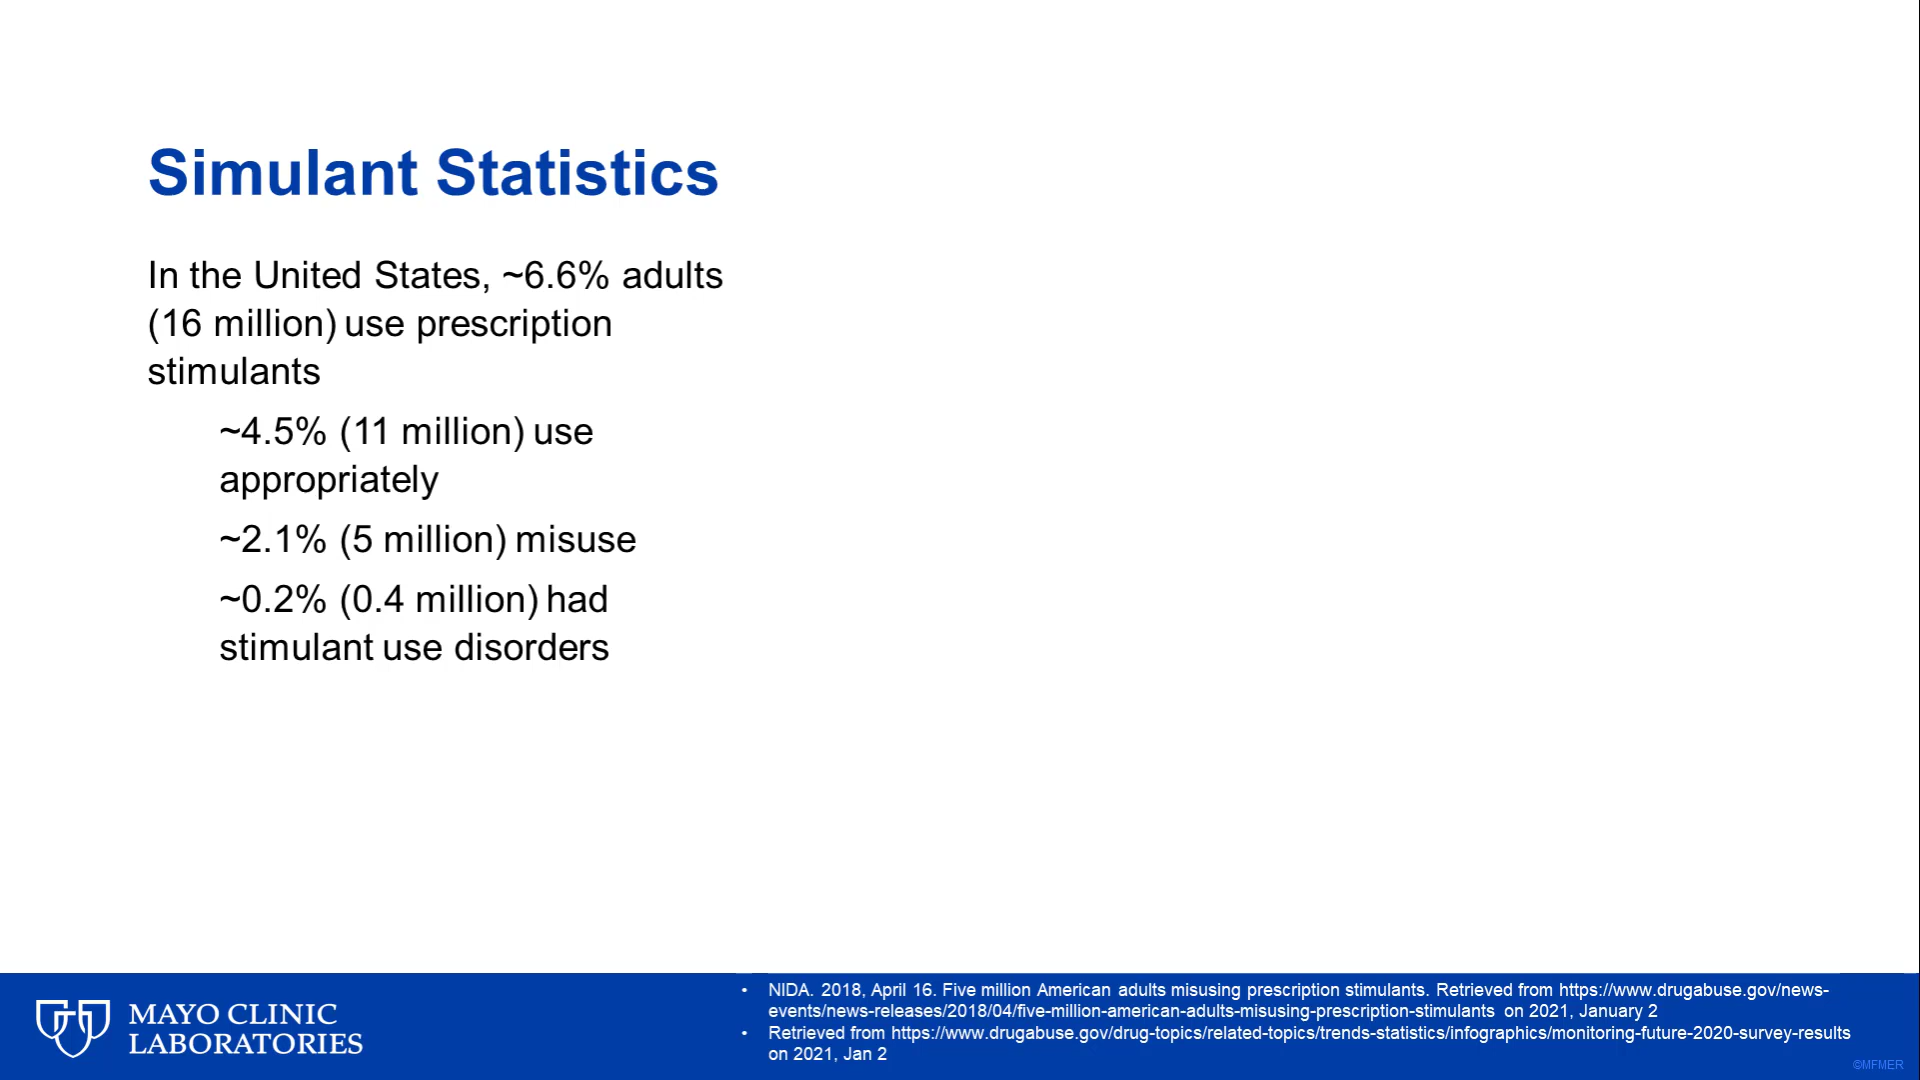 Simulant Statistics
In the United States, ~6.6% adults
(16 million) use prescription
stimulants
~4.5% (11 million) use
appropriately
~2.1% (5 million) misuse
~0.2% (0.4 million) had
stimulant use disorders
MAYO CLINIC
LABORATORIES
• NIDA. 2018, April 16. Five million American adults misusing prescription stimulants. Retrieved from https://www.drugabuse.gov/news-
events/news-releases/2018/04/five-million-american-adults-misusing-prescription-stimulants on 2021, January 2
• Retrieved from https://www.drugabuse.gov/drug-topics/related-topics/trends-statistics/infographics/monitoring-future-2020-survey-results
on 2021, Jan 2
©MFMER